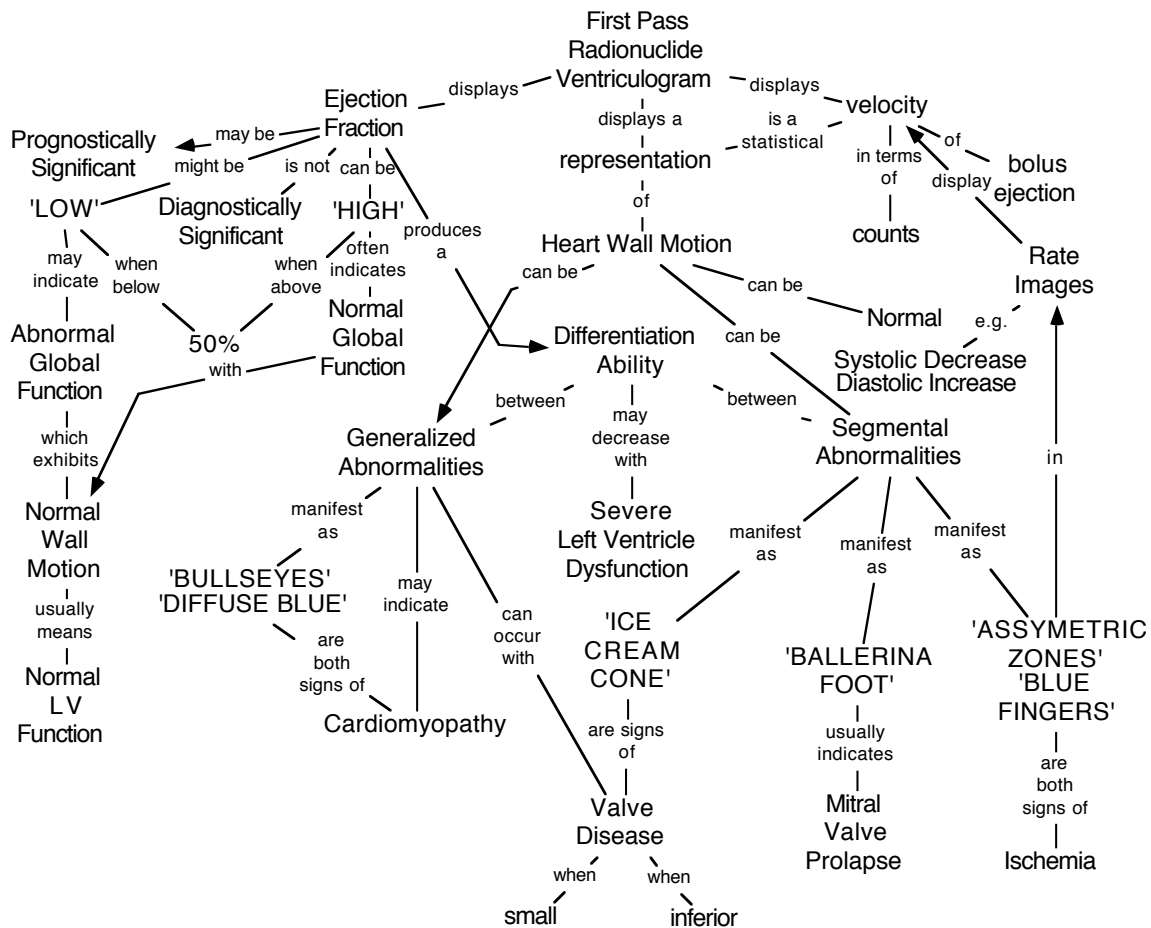 First Pass
Radionuclide
Ventriculogram
displays
displays
Ejection
Fraction
velocity
displays a
is a
statistical
may be
Prognostically
Significant
might be
is not
can be
representation
in terms
of
of
bolus
ejection
display
'LOW'
Diagnostically
Significant
'HIGH'
produces
a
of
counts
may
indicate
when
below
when
above
often
indicates
Heart Wall Motion
can be
can be
can be
Rate
Images
Abnormal
Global
Function
50%
with
Normal
Global
Function
Differentiation
Ability
Normal
e.g.
Systolic Decrease
Diastolic Increase
between
may
decrease
with
between
which
exhibits
Generalized
Abnormalities
Segmental
Abnormalities
in
Normal
Wall
Motion
manifest
as
Severe
Left Ventricle
Dysfunction
manifest
as
manifest
as
manifest
as
'BULLSEYES'
'DIFFUSE BLUE'
may
indicate
can
occur
with
usually
means
are
both
signs of
'ICE
CREAM
CONE'
'BALLERINA
FOOT'
'ASSYMETRIC
ZONES'
'BLUE
FINGERS'
Normal
LV
Function
Cardiomyopathy
are signs
of
usually
indicates
are
both
signs of
Valve
Disease
Mitral
Valve
Prolapse
Ischemia
when
when
small
inferior